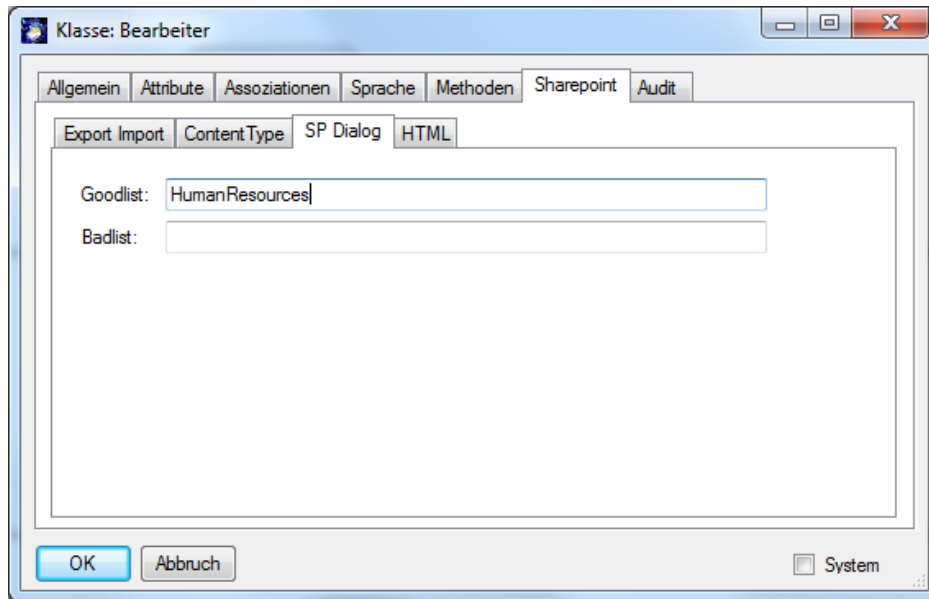 Klasse: Bearbeiter
Allgemein Attribute Assoziationen Sprache Methoden Sharepoint Audit
Export Import ContentType SP Dialog HTML
Goodlist: HumanResources
Badlist:
OK Abbruch System